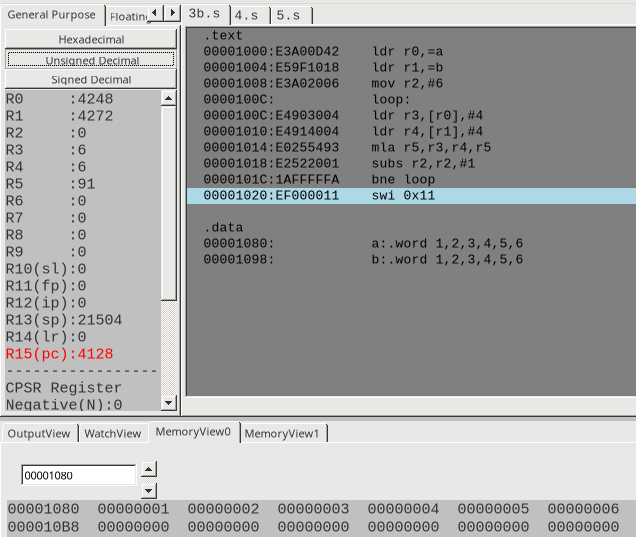 General Purpose Floating
Hexadecimal
Unsigned Decimal
Signed Decimal
R0 :4248
R1 :4272
R2 :0
R3 :6
R4 :6
R5 :91
R6 :0
R7 :0
R8 :0
R9 :0
R10(sl):0
R11(fp):0
R12(ip):0
R13(sp):21504
R14(lr):0
R15(pc):4128
-----------------
CPSR Register
Negative(N):0
3b.s 4.s 5.s
.text
00001000:E3A00D42 ldr r0,=a
00001004:E59F1018 ldr r1,=b
00001008:E3A02006 mov r2,#6
0000100C: loop:
0000100C:E4903004 ldr r3,[r0],#4
00001010:E4914004 ldr r4,[r1],#4
00001014:E0255493 mla r5,r3,r4,r5
00001018:E2522001 subs r2,r2,#1
0000101C:1AFFFFFA bne loop
00001020:EF000011 swi 0x11
.data
00001080: a:.word 1,2,3,4,5,6
00001098: b:.word 1,2,3,4,5,6
OutputView WatchView MemoryView0 MemoryView1
00001080
00001080 00000001 00000002 00000003 00000004 00000005 00000006
000010B8 00000000 00000000 00000000 00000000 00000000 00000000